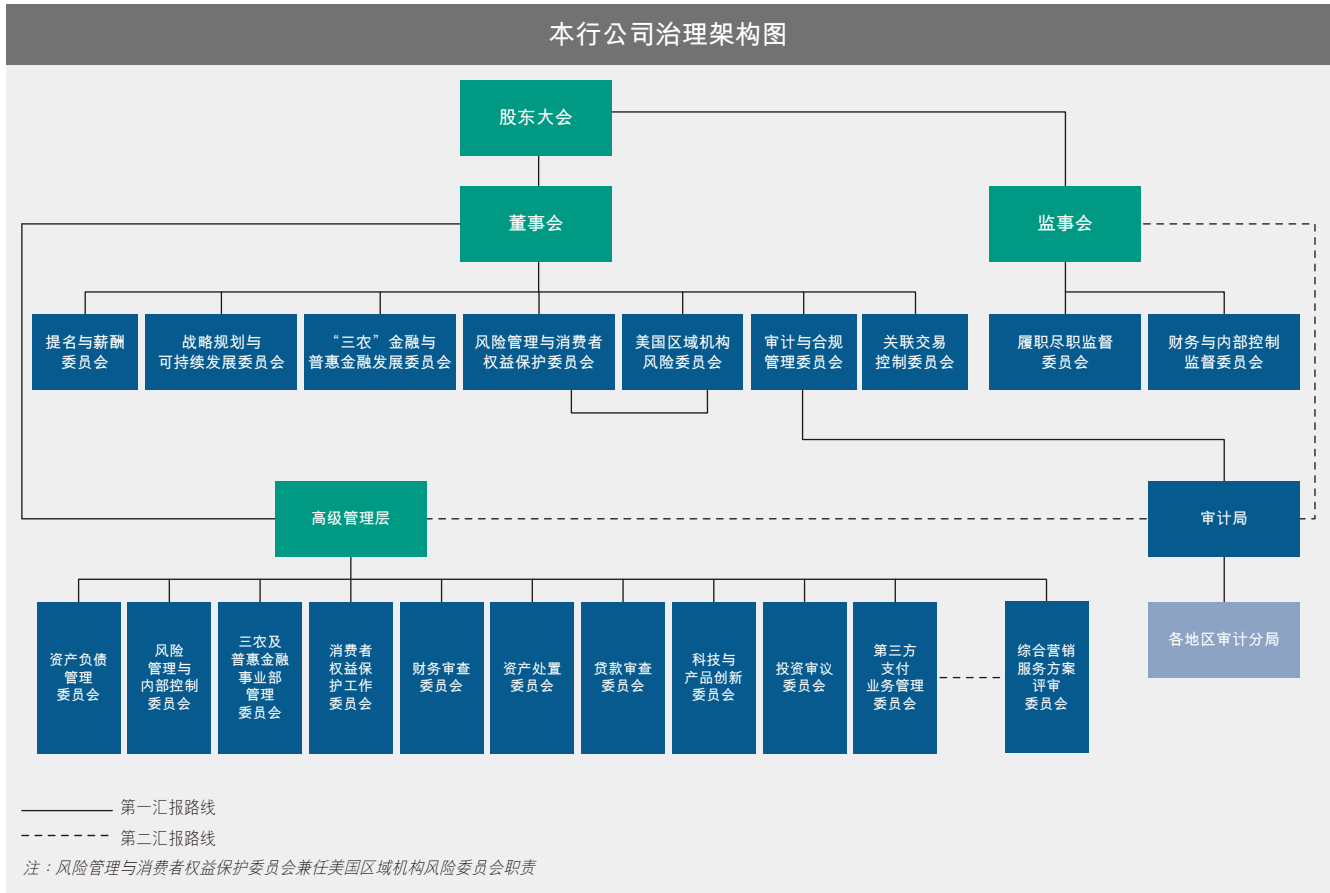 本行公司治理架构图
股东大会
董事会
监事会
提名与薪酬
委员会
战略规划与
可持续发展委员会
“三农”金融与
普惠金融发展委员会
风险管理与消费者
权益保护委员会
美国区域机构
风险委员会
审计与合规
管理委员会
关联交易
控制委员会
履职尽职监督
委员会
财务与内部控制
监督委员会
高级管理层
审计局
资产负债
管理
委员会
风险
管理与
内部控制
委员会
三农及
普惠金融
事业部
管理
委员会
消费者
权益保
护工作
委员会
财务审查
委员会
资产处置
委员会
贷款审查
委员会
科技与
产品创新
委员会
投资审议
委员会
第三方
支付
业务管理
委员会
综合营销
服务方案
评审
委员会
各地区审计分局
第一汇报路线
第二汇报路线
注：风险管理与消费者权益保护委员会兼任美国区域机构风险委员会职责